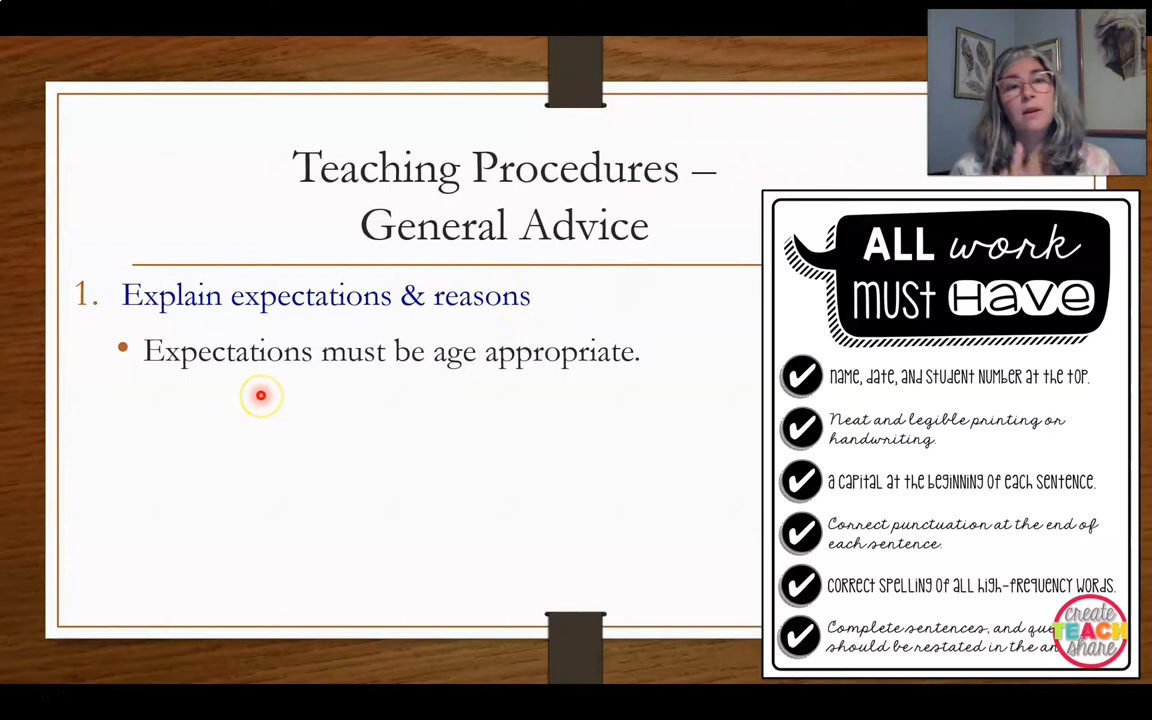 Teaching Procedures –
General Advice
1. Explain expectations & reasons
• Expectations must be age appropriate.
ALL work
must Have
name, date, and student number at the top.
Neat and legible printing or
handwriting.
a capital at the beginning of each sentence.
Correct punctuation at the end of
each sentence.
correct spelling of all high-frequency words.
Complete sentences, and
should be restated in the
create
TEACH
share